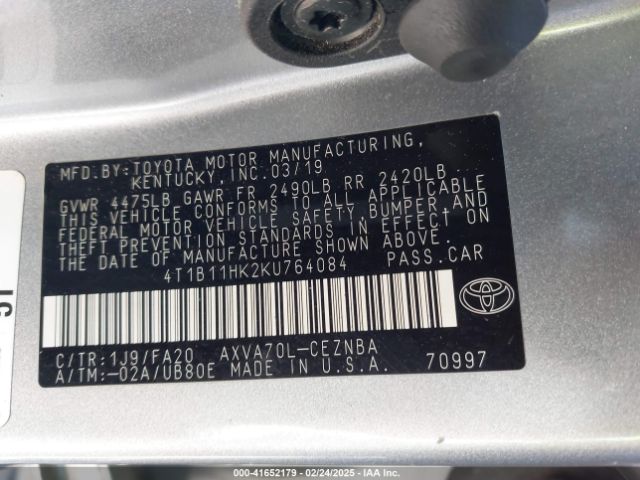 MFD.BY:TOYOTA MOTOR MANUFACTURING,
KENTUCKY, INC.03/19
GVWR 4475LB GAWR FR 2490LB RR 2420LB
THIS VEHICLE CONFORMS TO ALL APPLICABLE
FEDERAL MOTOR VEHICLE SAFETY,BUMPER,AND
THEFT PREVENTION STANDARDS IN EFFECT ON
THE DATE OF MANUFACTURE SHOWN ABOVE.
4T1B11HK2KU764084 PASS.CAR
C/TR:1J9/FA20 AXVA70L-CEZNBA
A/TM:-02A/UB80E MADE IN U.S.A. 70997
000-41652179 - 02/24/2025 - IAA Inc.